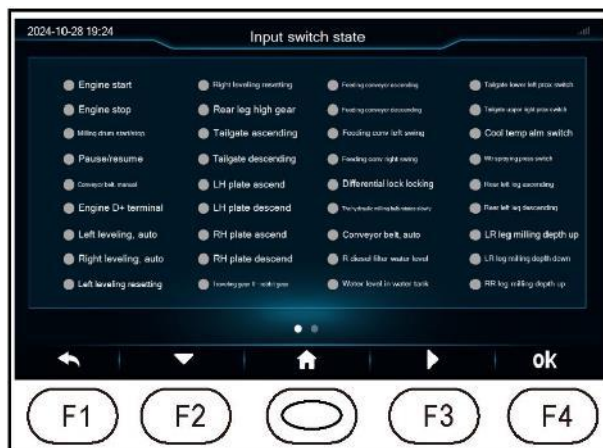 2024-10-28 19:24
Input switch state
Engine start
Right leveling resetting
Feeding conveyor ascending
Tailgate lower left prox switch
Engine stop
Rear leg high gear
Feeding conveyor descending
Tailgate upper right prox switch
Milling drum start/stop
Tailgate ascending
Feeding conv left swing
Cool temp alm switch
Pause/resume
Tailgate descending
Feeding conv right swing
Wtr spraying press switch
Conveyor belt, manual
LH plate ascend
Differential lock locking
Rear left leg ascending
Engine D+ terminal
LH plate descend
Rear left leg descending
Left leveling, auto
RH plate ascend
Conveyor belt, auto
LR leg milling depth up
Right leveling, auto
RH plate descend
R diesel filter water level
LR leg milling depth down
Left leveling resetting
Water level in water tank
RR leg milling depth up
ok
F1
F2
F3
F4